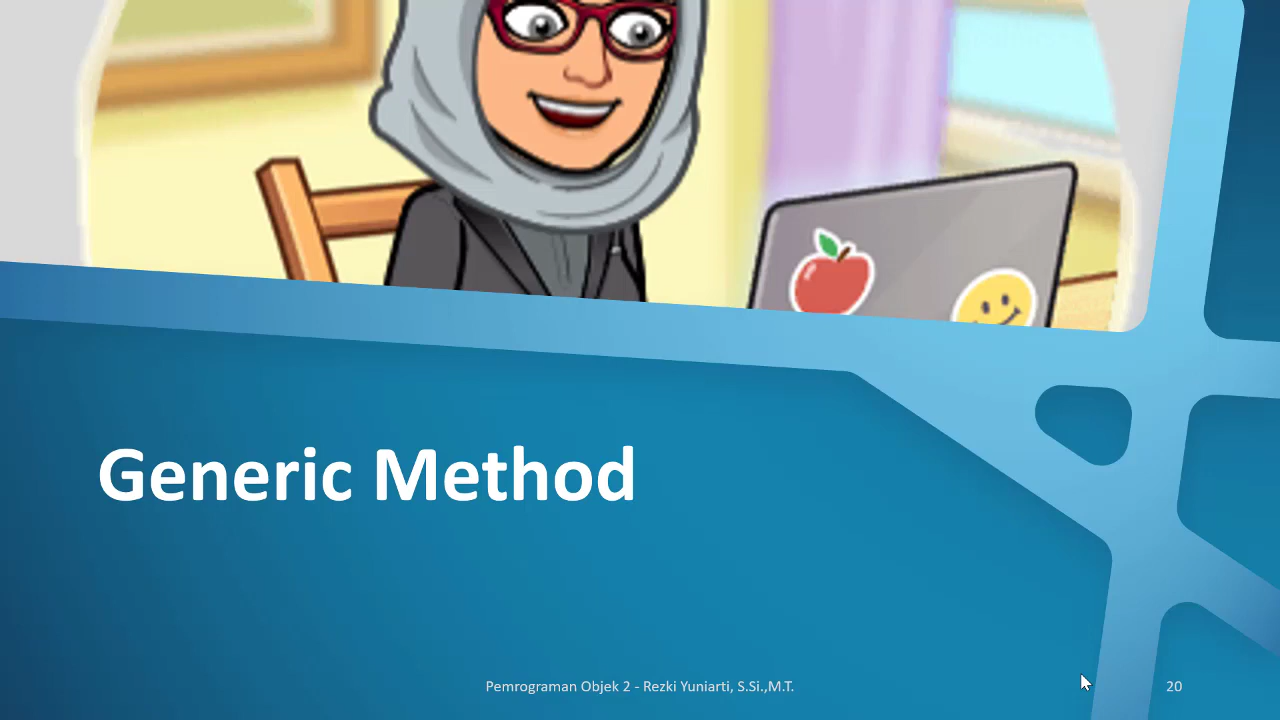 Generic Method
Pemrograman Objek 2 - Rezki Yuniarti, S.Si.,M.T.
20